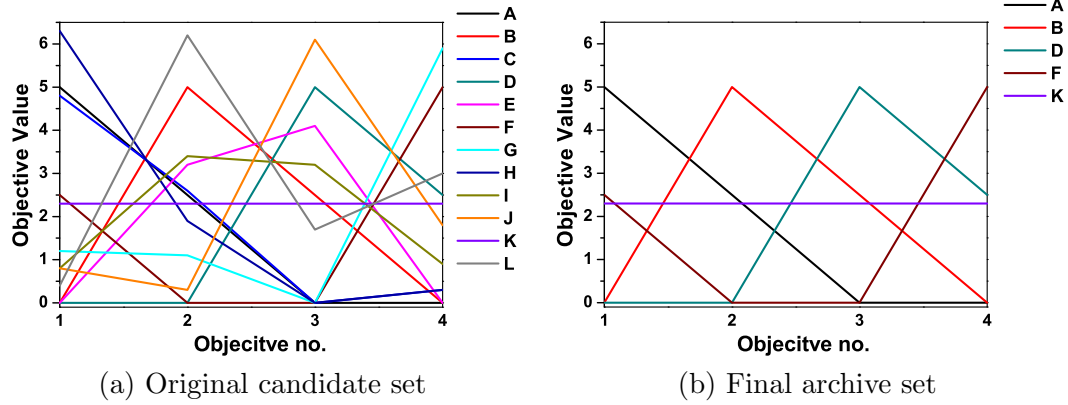 Objective Value
6
5
4
3
2
1
0
1 2 3 4
Objecitve no.
A
B
C
D
E
F
G
H
I
J
K
L
(a) Original candidate set
Objective Value
6
5
4
3
2
1
0
1 2 3 4
Objecitve no.
A
B
D
F
K
(b) Final archive set